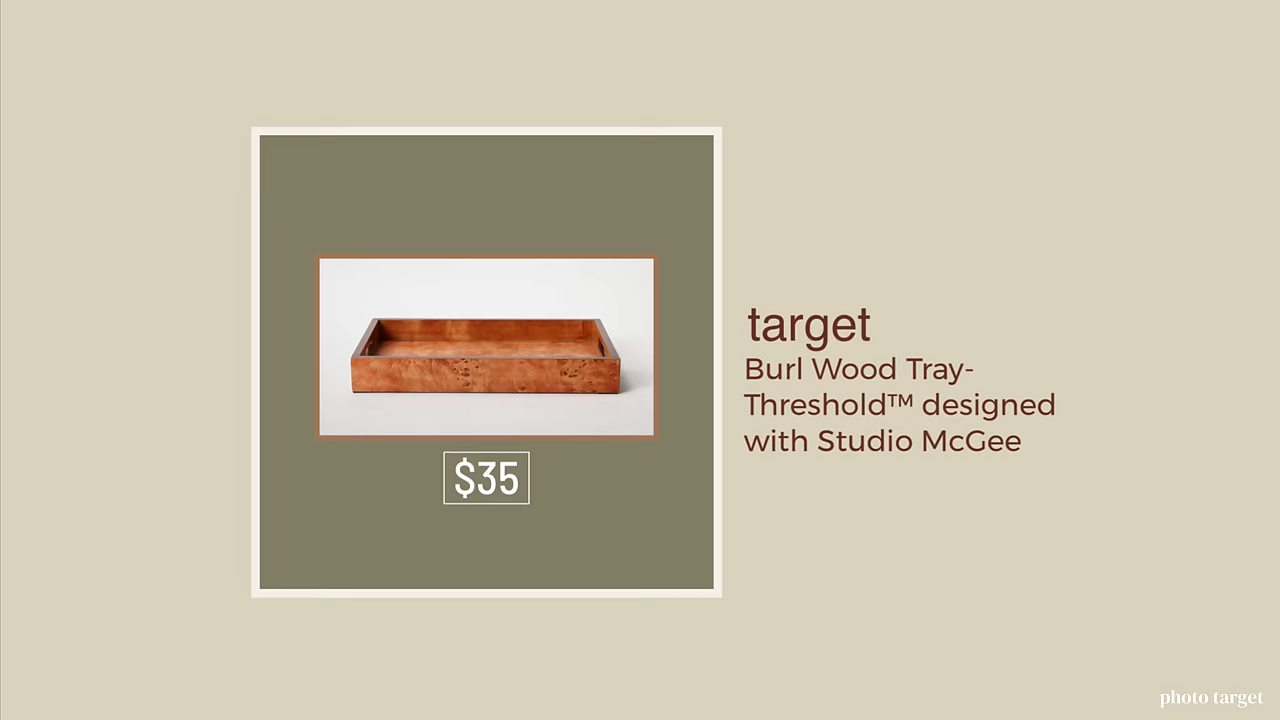 target
Burl Wood Tray-
Threshold™ designed
with Studio McGee
$35
photo target